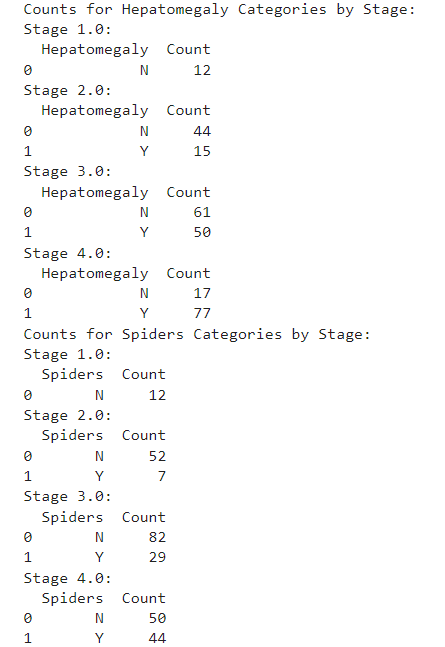 Counts for Hepatomegaly Categories by Stage:
Stage 1.0:
  Hepatomegaly  Count
0            N     12
Stage 2.0:
  Hepatomegaly  Count
0            N     44
1            Y     15
Stage 3.0:
  Hepatomegaly  Count
0            N     61
1            Y     50
Stage 4.0:
  Hepatomegaly  Count
0            N     17
1            Y     77
Counts for Spiders Categories by Stage:
Stage 1.0:
  Spiders  Count
0       N     12
Stage 2.0:
  Spiders  Count
0       N     52
1       Y      7
Stage 3.0:
  Spiders  Count
0       N     82
1       Y     29
Stage 4.0:
  Spiders  Count
0       N     50
1       Y     44